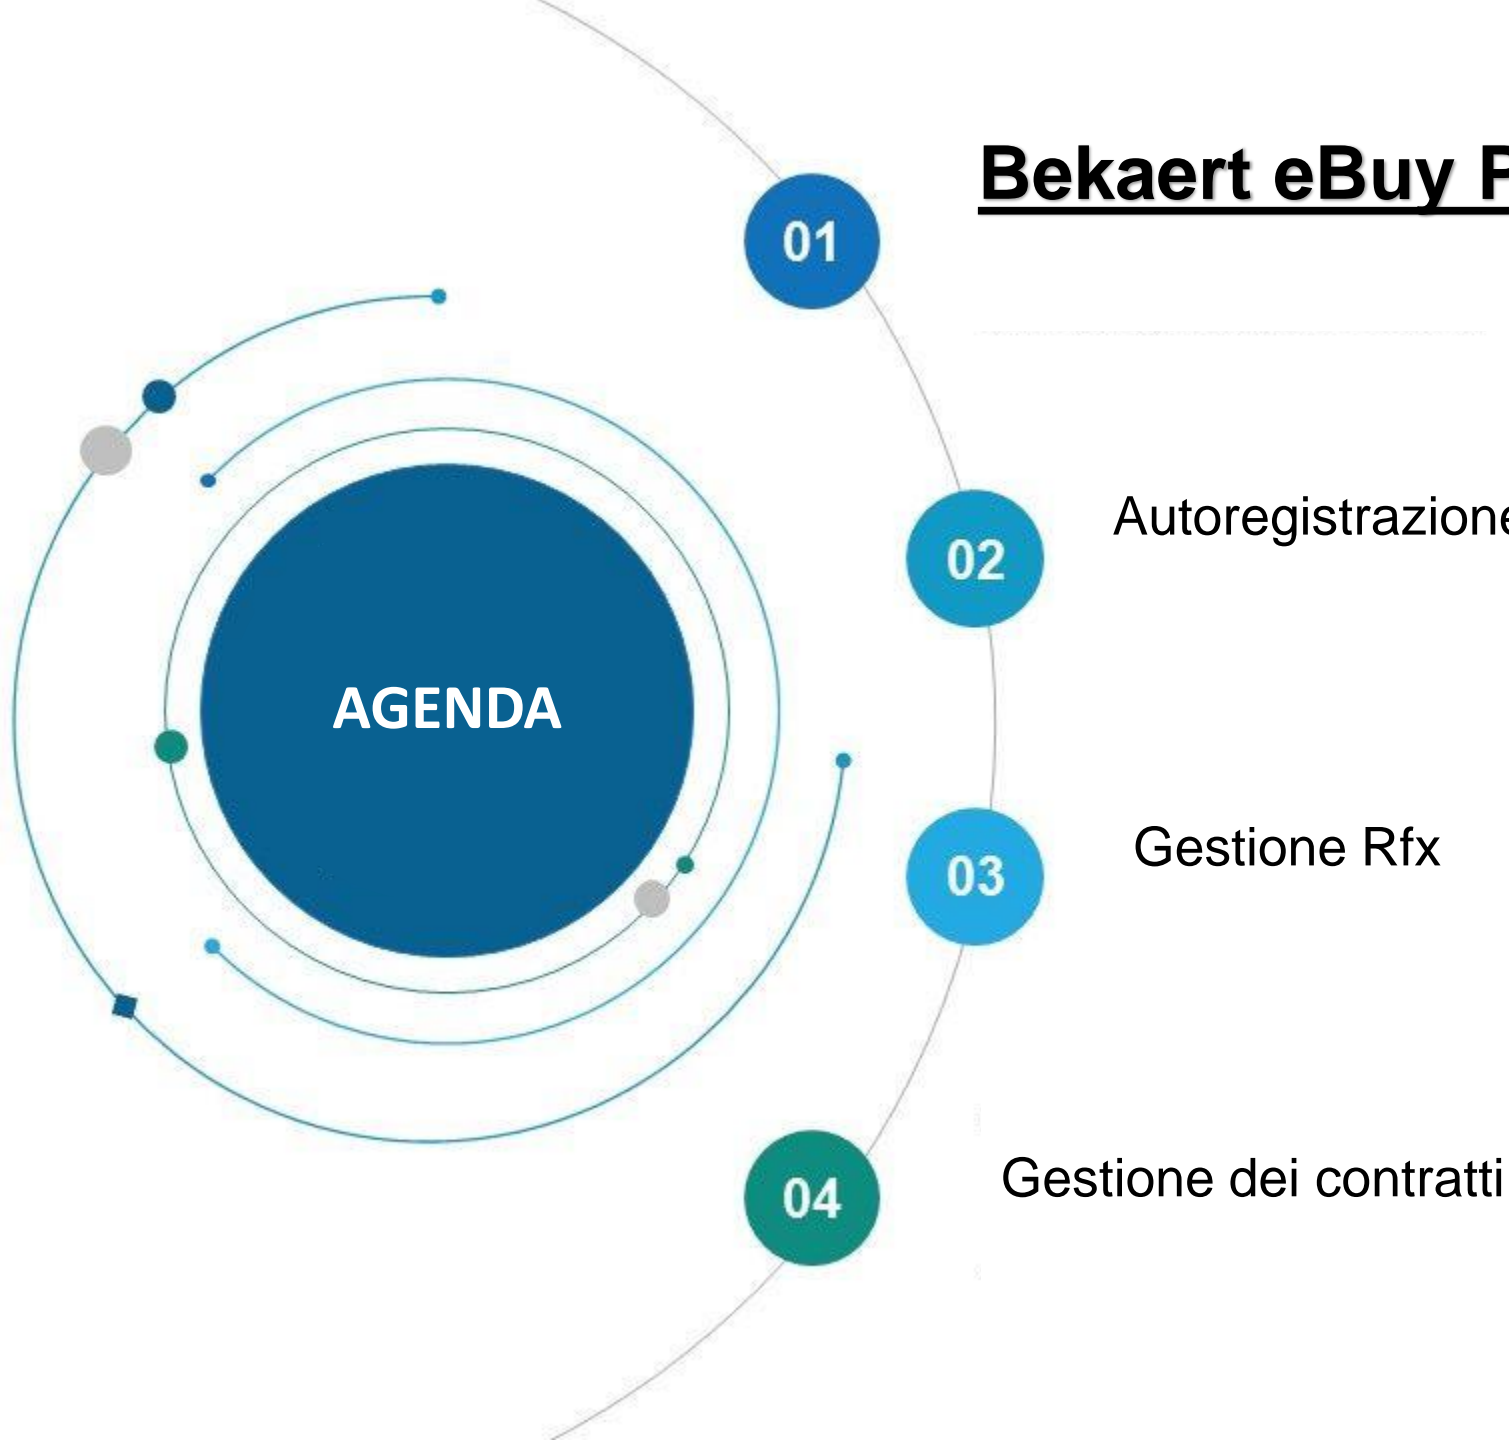 01
Bekaert eBuy
02
Autoregistrazione
AGENDA
03
Gestione Rfx
04
Gestione dei contratti